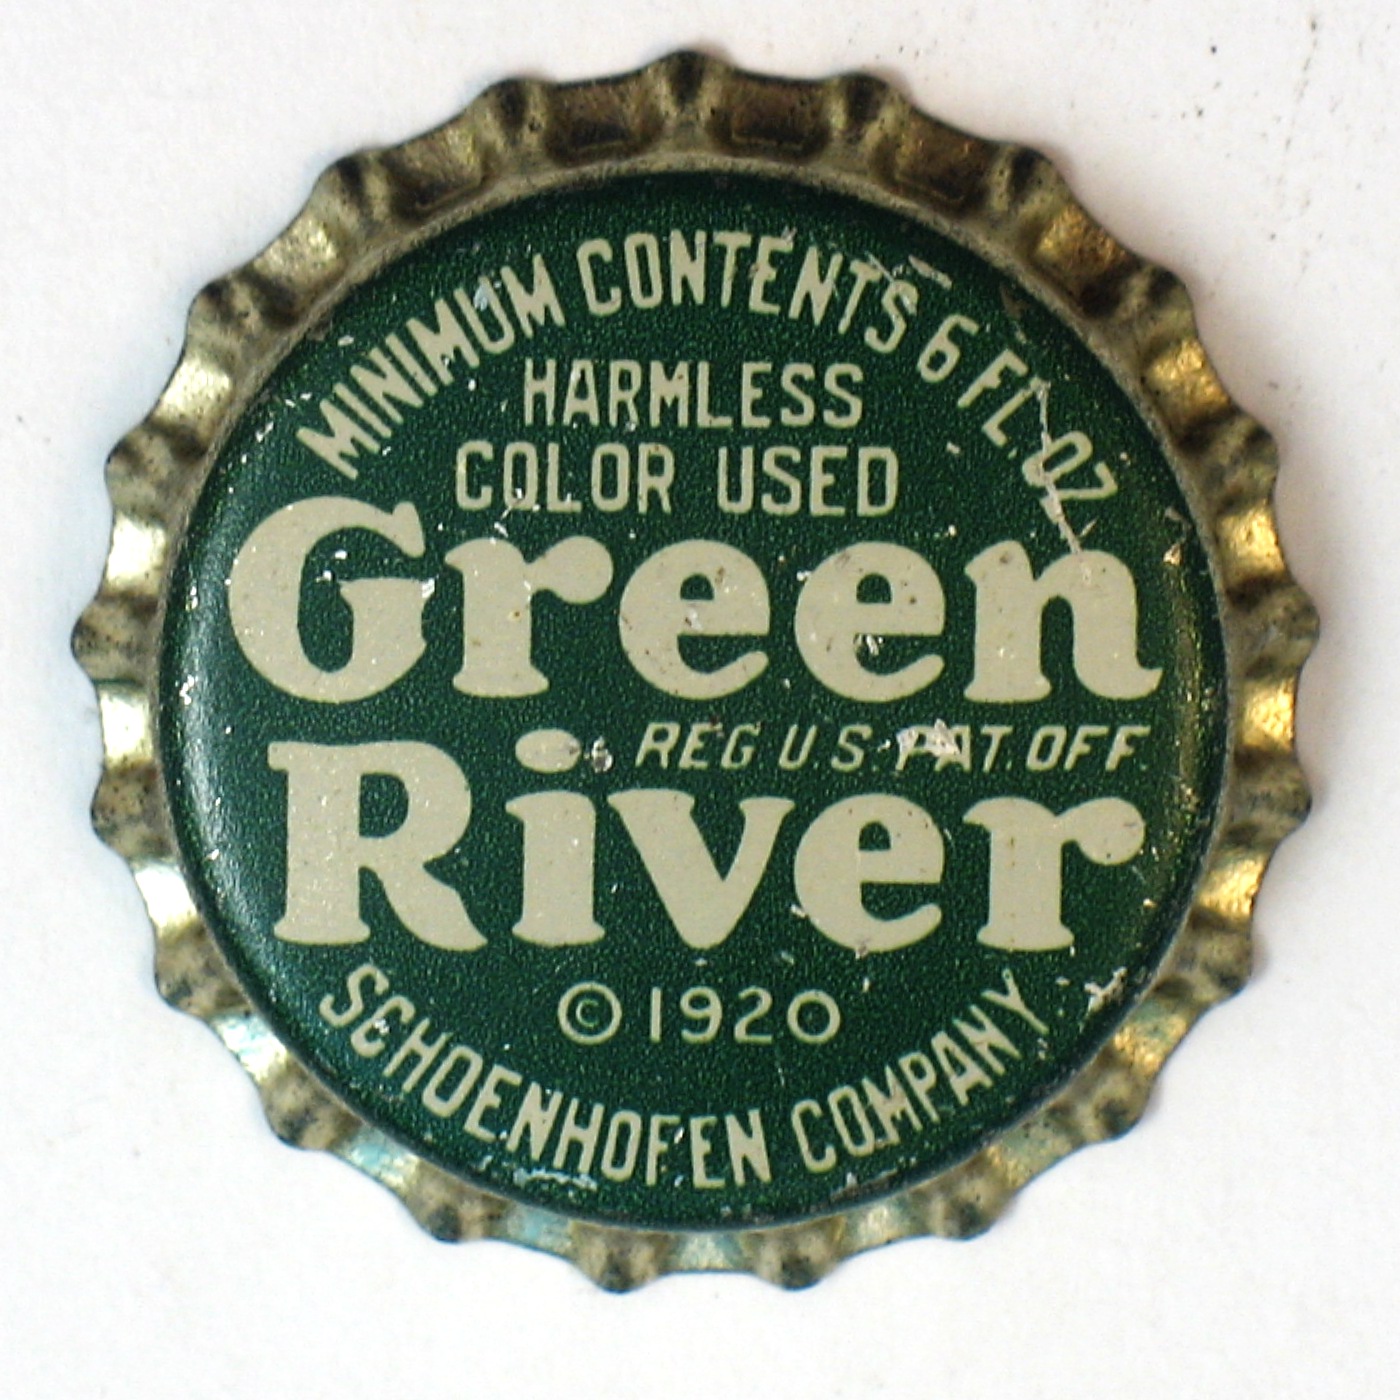 MINIMUM CONTENTS 6 FL. OZ
HARMLESS
COLOR USED
Green
REG U.S. PAT. OFF.
River
© 1920
SCHOENHOFEN COMPANY.